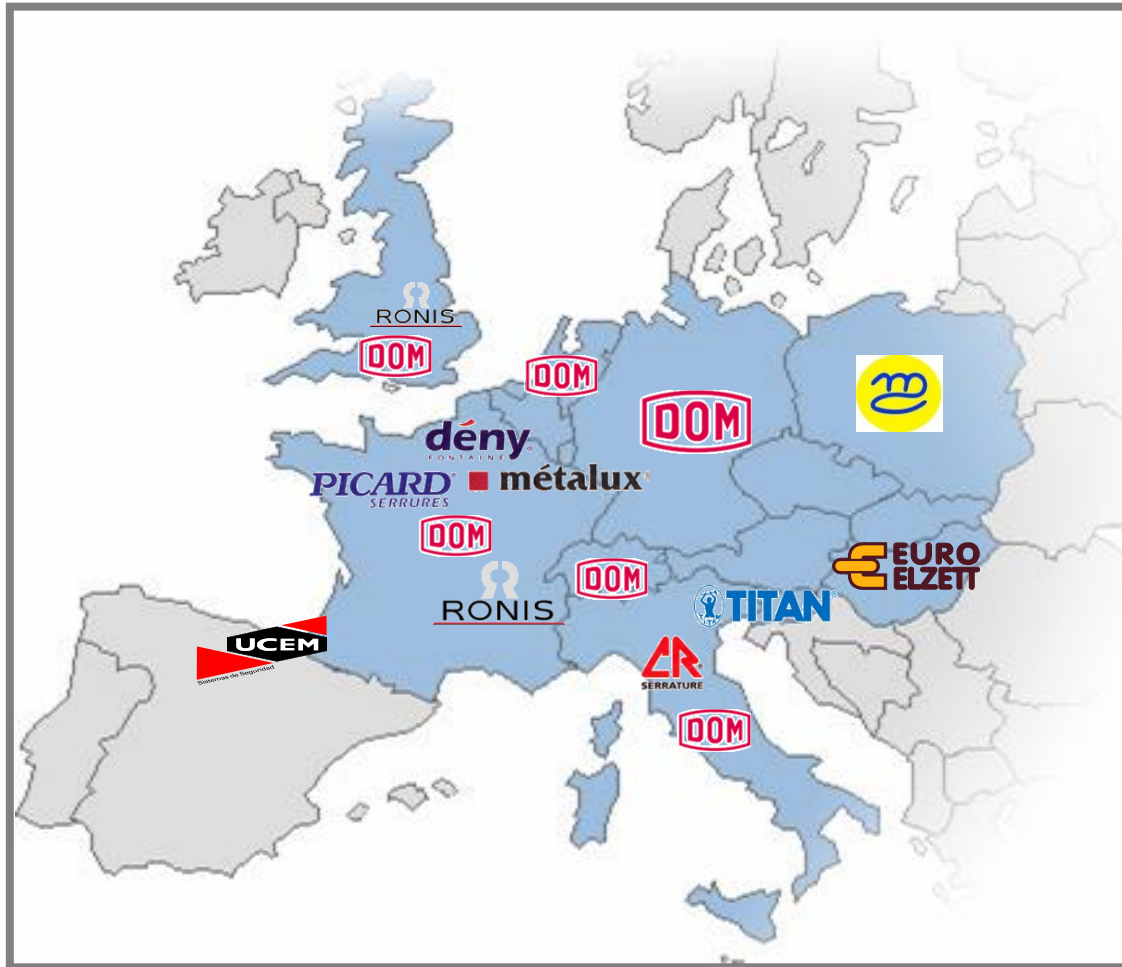 RONIS
DOM
DOM
DOM
dény
FONTAINE
PICARD
SERRURES
métalux
DOM
DOM
RONIS
EURO
ELZETT
TITAN
UCEM
Sistemas de Seguridad
CR
SERRATURE
DOM